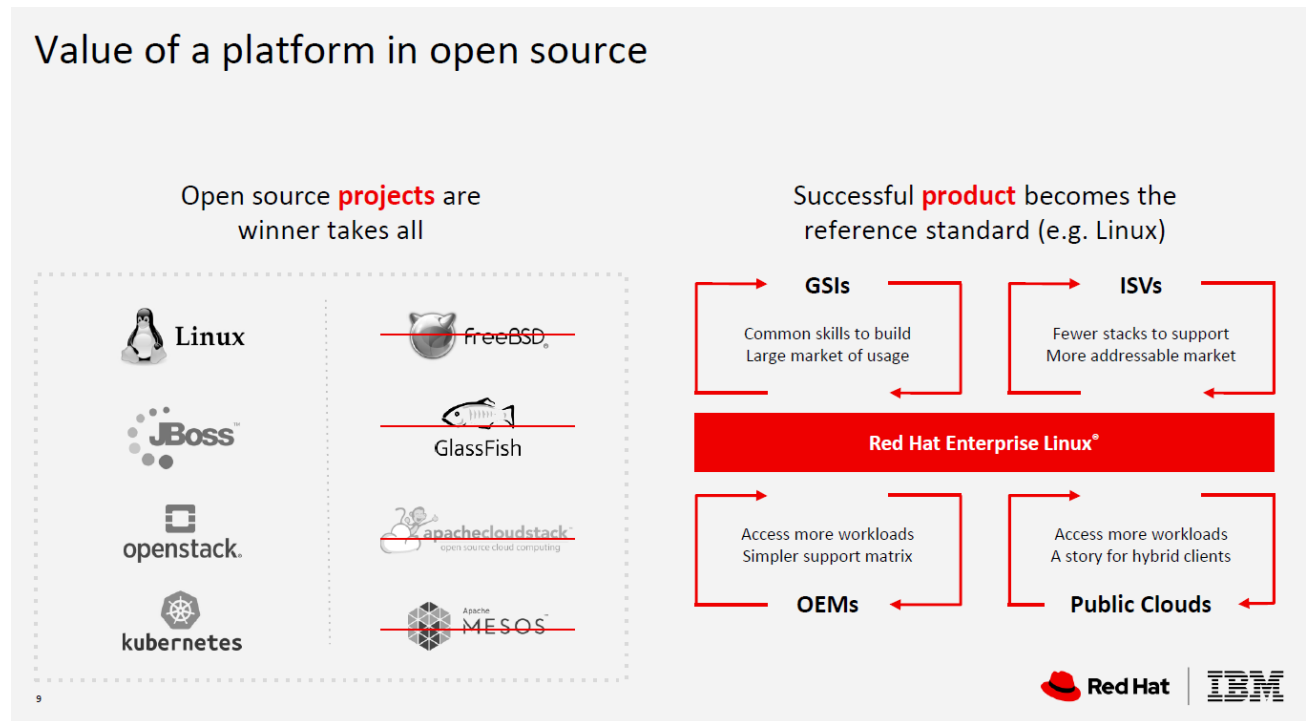 Value of a platform in open source
Open source projects are
winner takes all
Linux
freeBSD®
JBoss™
GlassFish
openstack.
apachecloudstack™
open source cloud computing
kubernetes
Apache
MESOS™
Successful product becomes the
reference standard (e.g. Linux)
GSIs
Common skills to build
Large market of usage
ISVs
Fewer stacks to support
More addressable market
Red Hat Enterprise Linux®
Access more workloads
Simpler support matrix
OEMs
Access more workloads
A story for hybrid clients
Public Clouds
9
Red Hat
IBM